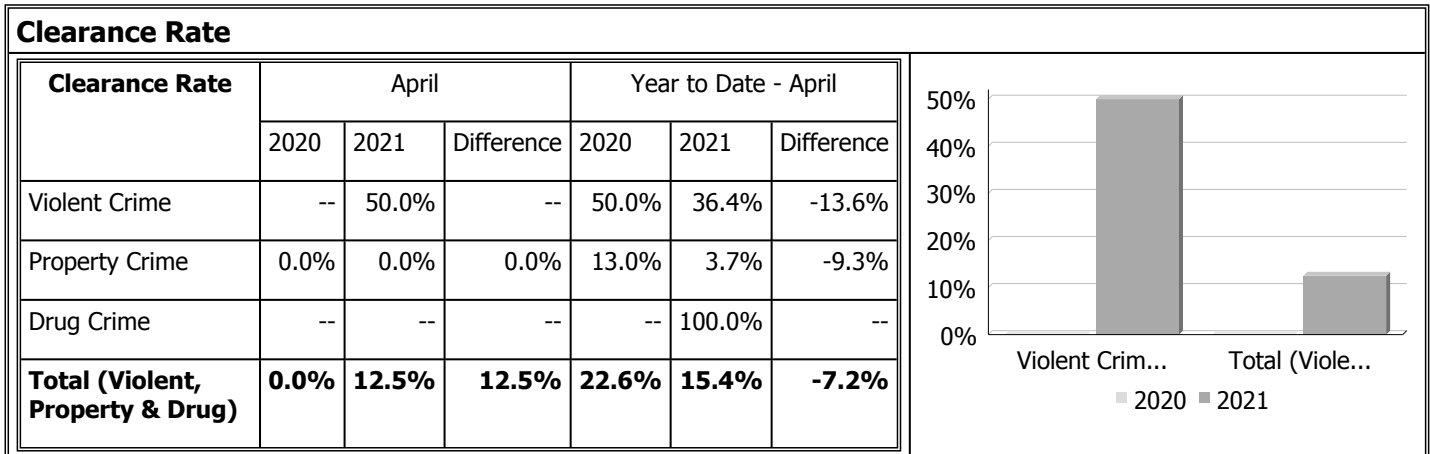 Clearance Rate
Clearance Rate April Year to Date - April
2020 2021 Difference 2020 2021 Difference
Violent Crime -- 50.0% -- 50.0% 36.4% -13.6%
Property Crime 0.0% 0.0% 0.0% 13.0% 3.7% -9.3%
Drug Crime -- -- -- -- 100.0% --
Total (Violent, 0.0% 12.5% 12.5% 22.6% 15.4% -7.2%
Property & Drug)
50%
40%
30%
20%
10%
0%
Violent Crim... Total (Viole...
2020 2021